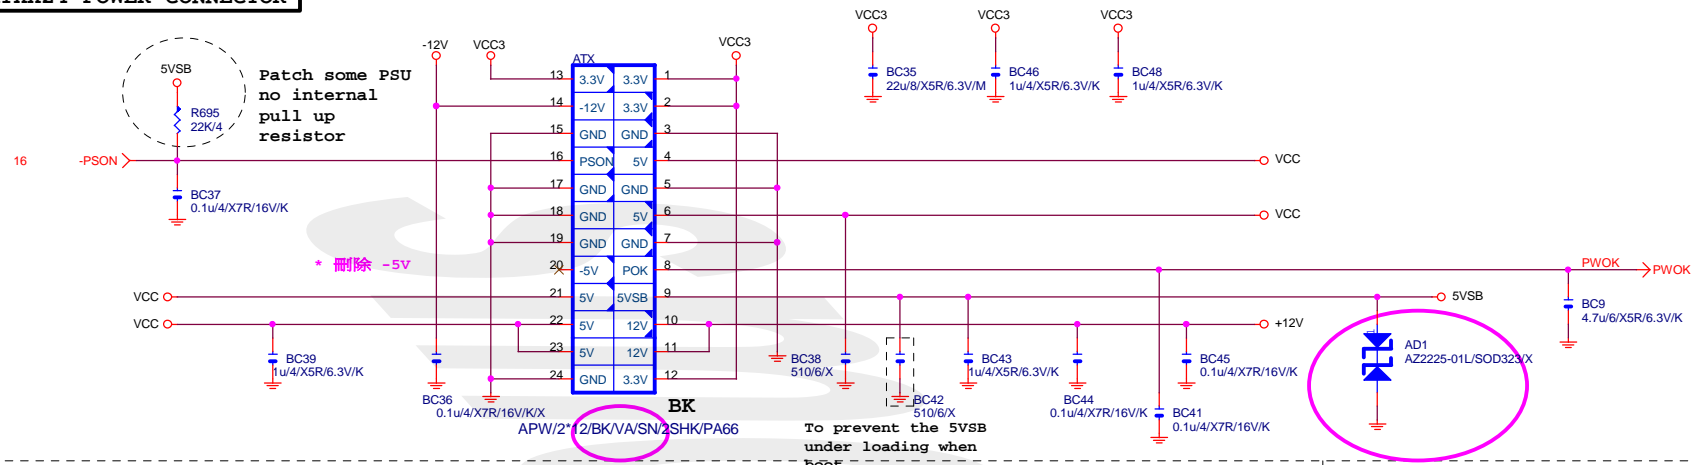 POWER CONNECTOR
5VSB
R695
22K/4
Patch some PSU
no internal
pull up
resistor
16
-PSON
BC37
0.1u/4/X7R/16V/K
-12V
VCC3
ATX
VCC3
13 3.3V 3.3V 1
14 -12V 3.3V 2
15 GND GND 3
16 PSON 5V 4
17 GND GND 5
18 GND 5V 6
19 GND GND 7
20 -5V POK 8
21 5V 5VSB 9
22 5V 12V 10
23 5V 12V 11
24 GND 3.3V 12
* 刪除 -5V
VCC
VCC
BC39
1u/4/X5R/6.3V/K
BC36
0.1u/4/X7R/16V/K/X
BK
APW/2*12/BK/VA/SN/2SHK/PA66
VCC3
BC35
22u/8/X5R/6.3V/M
VCC3
BC46
1u/4/X5R/6.3V/K
VCC3
BC48
1u/4/X5R/6.3V/K
VCC
VCC
PWOK
PWOK
5VSB
+12V
BC38
510/6/X
BC42
510/6/X
To prevent the 5VSB
under loading when
boot
BC43
1u/4/X5R/6.3V/K
BC44
0.1u/4/X7R/16V/K
BC45
0.1u/4/X7R/16V/K
BC41
0.1u/4/X7R/16V/K
AD1
AZ2225-01L/SOD323/X
BC9
4.7u/6/X5R/6.3V/K